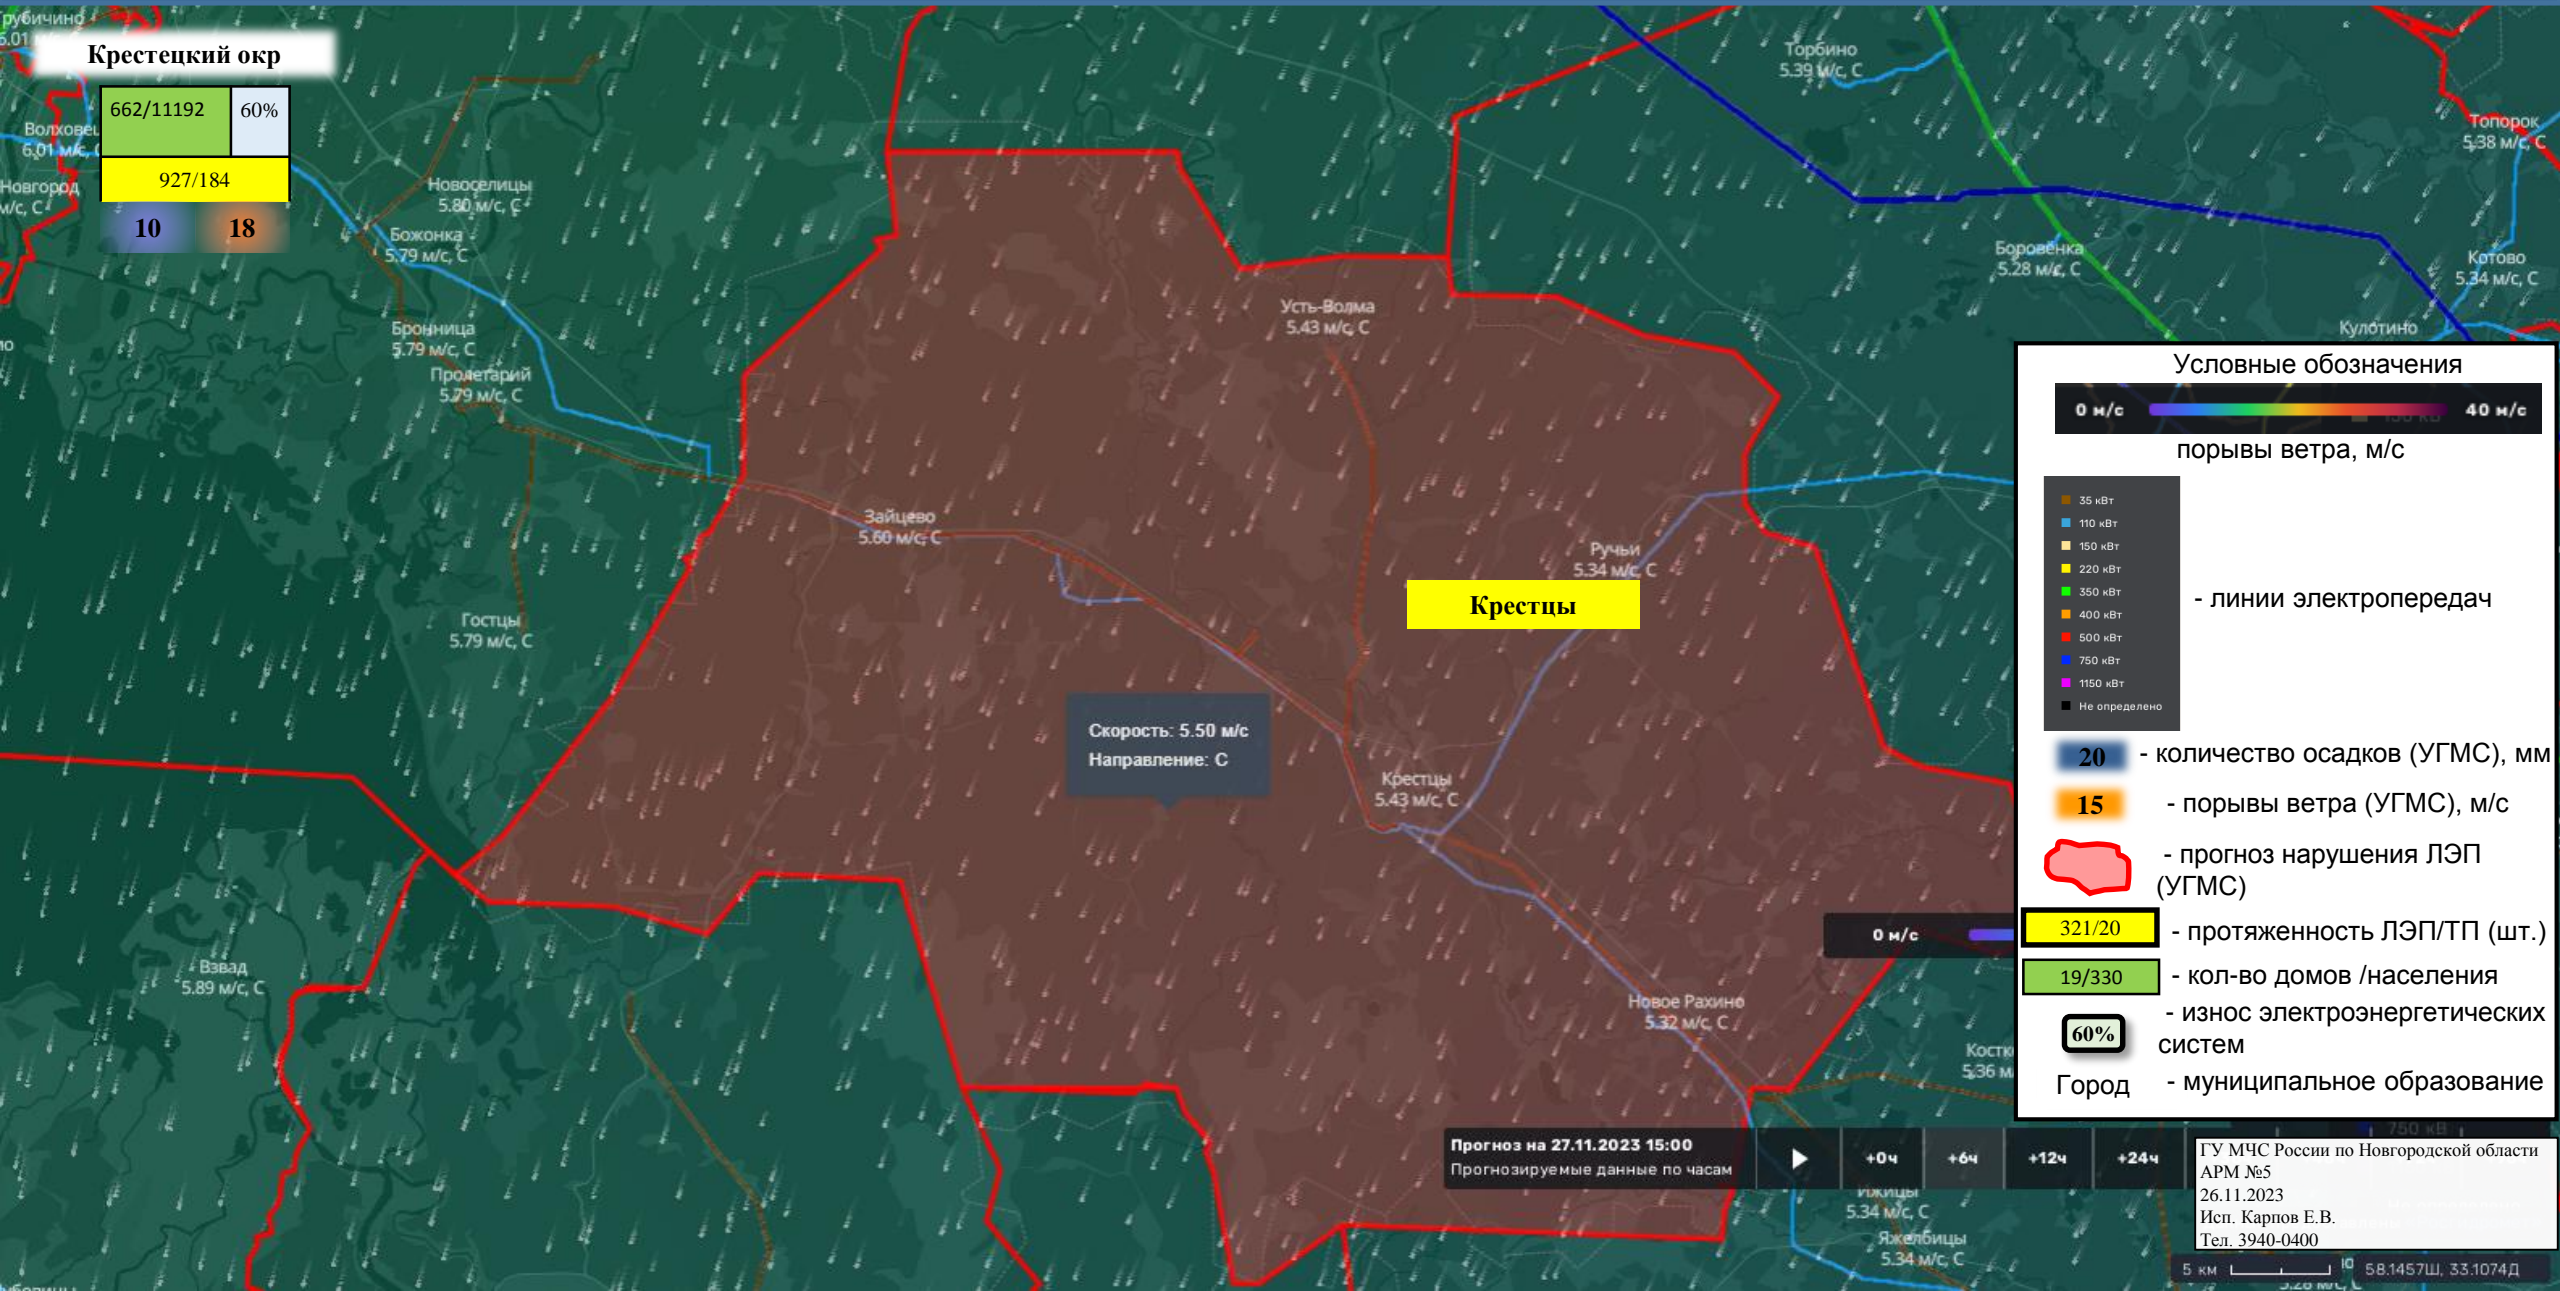 Крестецкий окр
662/11192 60%
927/184
10 18
Волховец
6.01 м/с, С
Новгород
м/с, С
Новоселицы
5.80 м/с, С
Божонка
5.79 м/с, С
Бронница
5.79 м/с, С
Пролетарий
5.79 м/с, С
Гостцы
5.79 м/с, С
Взвад
5.89 м/с, С
Зайцево
5.60 м/с, С
Усть-Волма
5.43 м/с, С
Ручьи
5.34 м/с, С
Крестцы
Скорость: 5.50 м/с
Направление: С
Крестцы
5.43 м/с, С
Новое Рахино
5.32 м/с, С
Торбино
5.39 м/с, С
Топорок
5.38 м/с, С
Боровёнка
5.28 м/с, С
Котово
5.34 м/с, С
Кулотино
0 м/с
5.36 м/
Ижицы
5.34 м/с, С
Яжелбицы
5.34 м/с, С
Условные обозначения
0 м/с 40 м/с
порывы ветра, м/с
35 кВт
110 кВт
150 кВт
220 кВт
350 кВт
400 кВт
500 кВт
750 кВт
1150 кВт
Не определено
- линии электропередач
20 - количество осадков (УГМС), мм
15 - порывы ветра (УГМС), м/с
- прогноз нарушения ЛЭП
(УГМС)
321/20 - протяженность ЛЭП/ТП (шт.)
19/330 - кол-во домов /населения
60% - износ электроэнергетических
систем
Город - муниципальное образование
Прогноз на 27.11.2023 15:00
Прогнозируемые данные по часам
+0ч +6ч +12ч +24ч
750 кВ
ГУ МЧС России по Новгородской области
АРМ №5
26.11.2023
Исп. Карпов Е.В.
Тел. 3940-0400
5 км 58.1457Ш, 33.1074Д